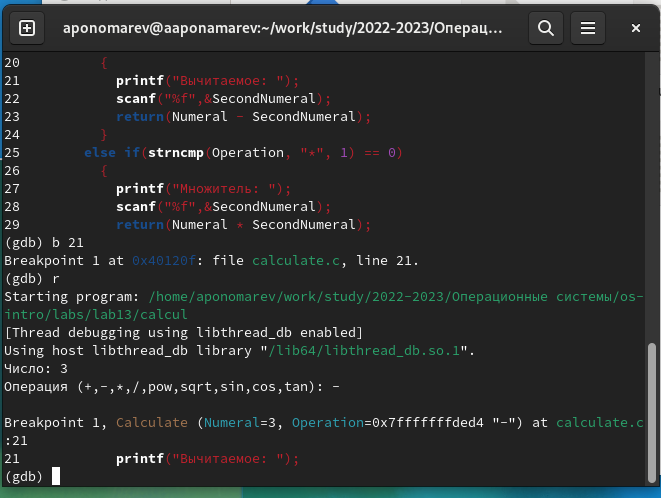 aponomarev@aaponamarev:~/work/study/2022-2023/Операц...
20 {
21 printf("Вычитаемое: ");
22 scanf("%f",&SecondNumeral);
23 return(Numeral - SecondNumeral);
24 }
25 else if(strncmp(Operation, "*", 1) == 0)
26 {
27 printf("Множитель: ");
28 scanf("%f",&SecondNumeral);
29 return(Numeral * SecondNumeral);
(gdb) b 21
Breakpoint 1 at 0x40120f: file calculate.c, line 21.
(gdb) r
Starting program: /home/aponomarev/work/study/2022-2023/Операционные системы/os-
intro/labs/lab13/calcul
[Thread debugging using libthread_db enabled]
Using host libthread_db library "/lib64/libthread_db.so.1".
Число: 3
Операция (+,-,*,/,pow,sqrt,sin,cos,tan): -
Breakpoint 1, Calculate (Numeral=3, Operation=0x7fffffffded4 "-") at calculate.c
:21
21 printf("Вычитаемое: ");
(gdb)